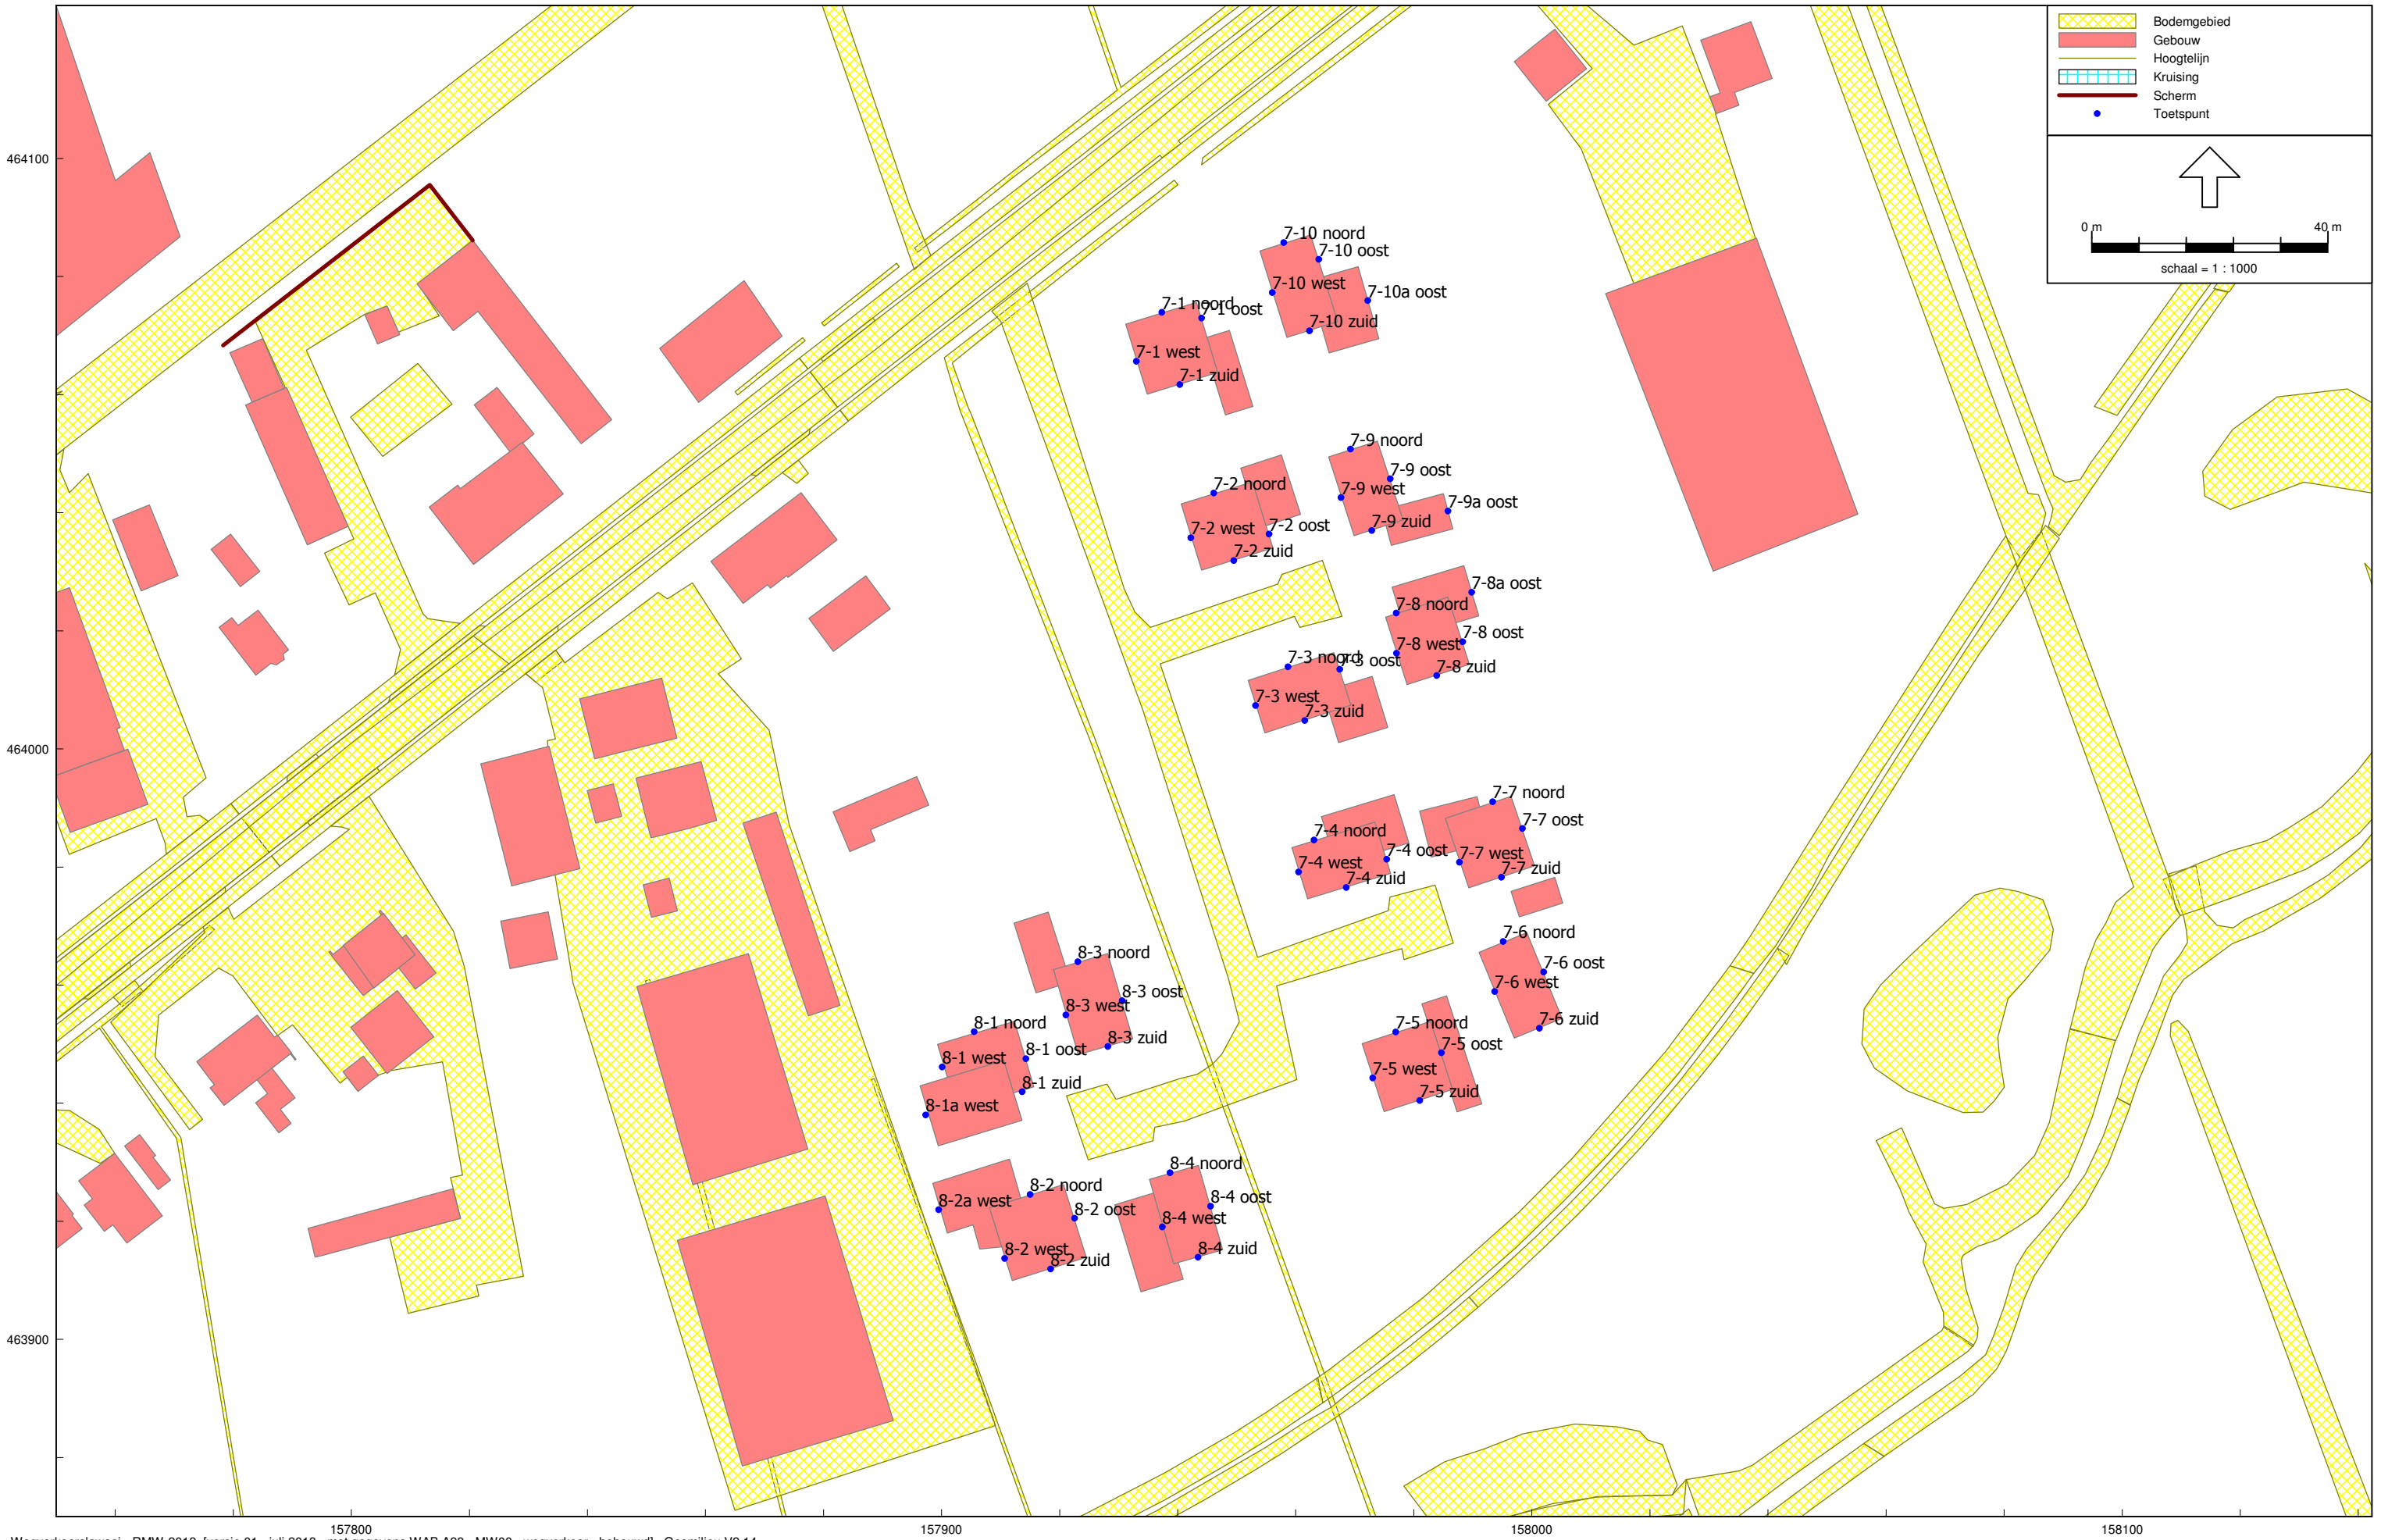 Bodemgebied
Gebouw
Hoogtelijn
Kruising
Scherm
Toetspunt
0 m
40 m
schaal = 1 : 1000
464100
464000
463900
7-10 noord
7-10 oost
7-10 west
7-10a oost
7-10 zuid
7-1 noord
7-1 oost
7-1 west
7-1 zuid
7-9 noord
7-9 oost
7-9 west
7-9a oost
7-9 zuid
7-2 noord
7-2 west
7-2 oost
7-2 zuid
7-8a oost
7-8 noord
7-8 oost
7-8 west
7-8 zuid
7-3 noord
7-3 oost
7-3 west
7-3 zuid
7-7 noord
7-7 oost
7-7 west
7-7 zuid
7-4 noord
7-4 oost
7-4 west
7-4 zuid
7-6 noord
7-6 oost
7-6 west
7-6 zuid
7-5 noord
7-5 oost
7-5 west
7-5 zuid
8-3 noord
8-3 oost
8-3 west
8-3 zuid
8-1 noord
8-1 oost
8-1 west
8-1 zuid
8-1a west
8-4 noord
8-4 oost
8-4 west
8-4 zuid
8-2a west
8-2 noord
8-2 oost
8-2 west
8-2 zuid
157800
157900
158000
158100